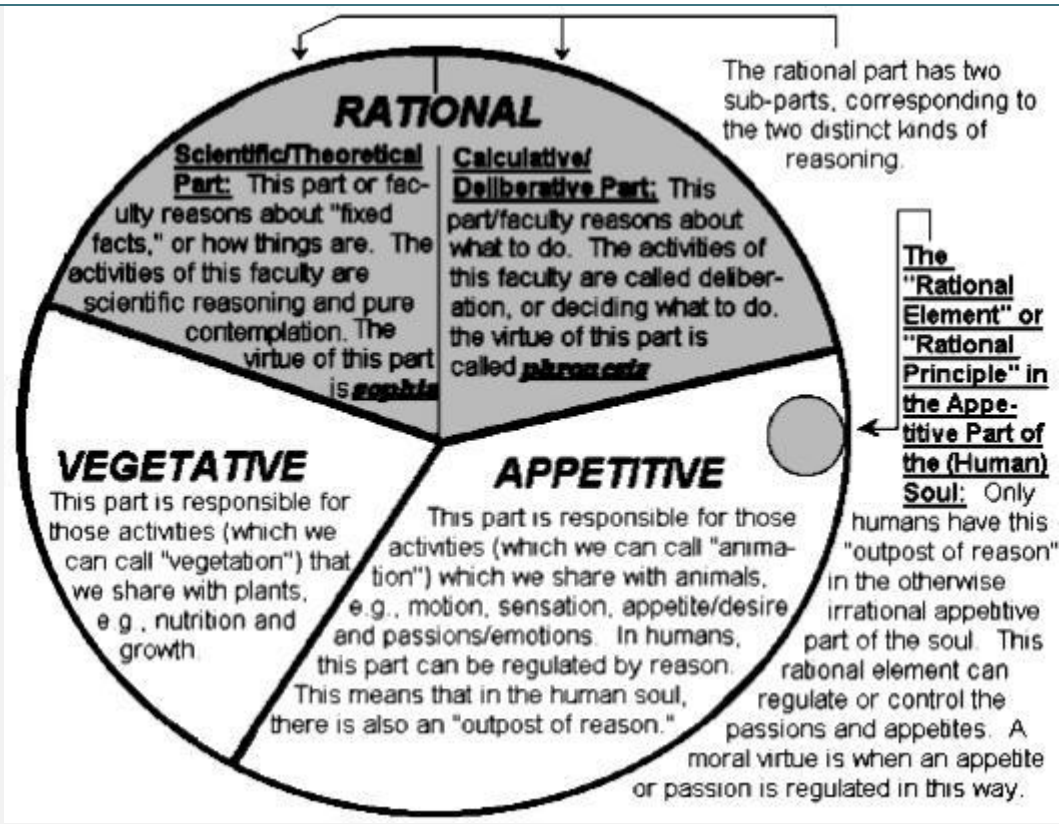 The rational part has two
sub-parts, corresponding to
the two distinct kinds of
reasoning.
RATIONAL
Scientific/Theoretical
Part: This part or fac-
ulty reasons about "fixed
facts," or how things are. The
activities of this faculty are
scientific reasoning and pure
contemplation. The
virtue of this part
is sophia
Calculative/
Deliberative Part: This
part/faculty reasons about
what to do. The activities of
this faculty are called deliber-
ation, or deciding what to do.
the virtue of this part is
called phronesis
The
"Rational
Element" or
"Rational
Principle" in
the Appe-
titive Part of
the (Human)
Soul: Only
humans have this
"outpost of reason"
in the otherwise
irrational appetitive
part of the soul. This
rational element can
regulate or control the
passions and appetites. A
moral virtue is when an appetite
or passion is regulated in this way.
VEGETATIVE
This part is responsible for
those activities (which we
can call "vegetation") that
we share with plants,
e.g., nutrition and
growth.
APPETITIVE
This part is responsible for those
activities (which we can call "anima-
tion") which we share with animals,
e.g., motion, sensation, appetite/desire
and passions/emotions. In humans,
this part can be regulated by reason.
This means that in the human soul,
there is also an "outpost of reason."